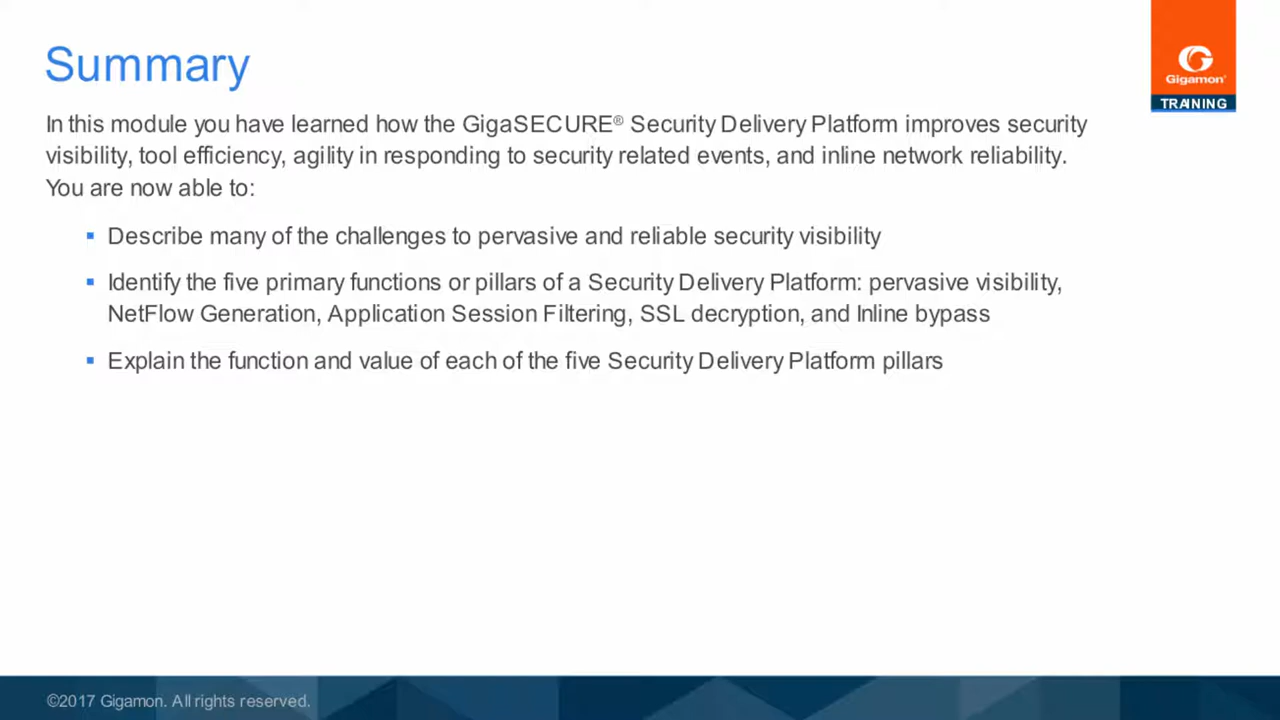 Summary
Gigamon®
TRAINING
In this module you have learned how the GigaSECURE® Security Delivery Platform improves security
visibility, tool efficiency, agility in responding to security related events, and inline network reliability.
You are now able to:
▪ Describe many of the challenges to pervasive and reliable security visibility
▪ Identify the five primary functions or pillars of a Security Delivery Platform: pervasive visibility,
NetFlow Generation, Application Session Filtering, SSL decryption, and Inline bypass
▪ Explain the function and value of each of the five Security Delivery Platform pillars
©2017 Gigamon. All rights reserved.